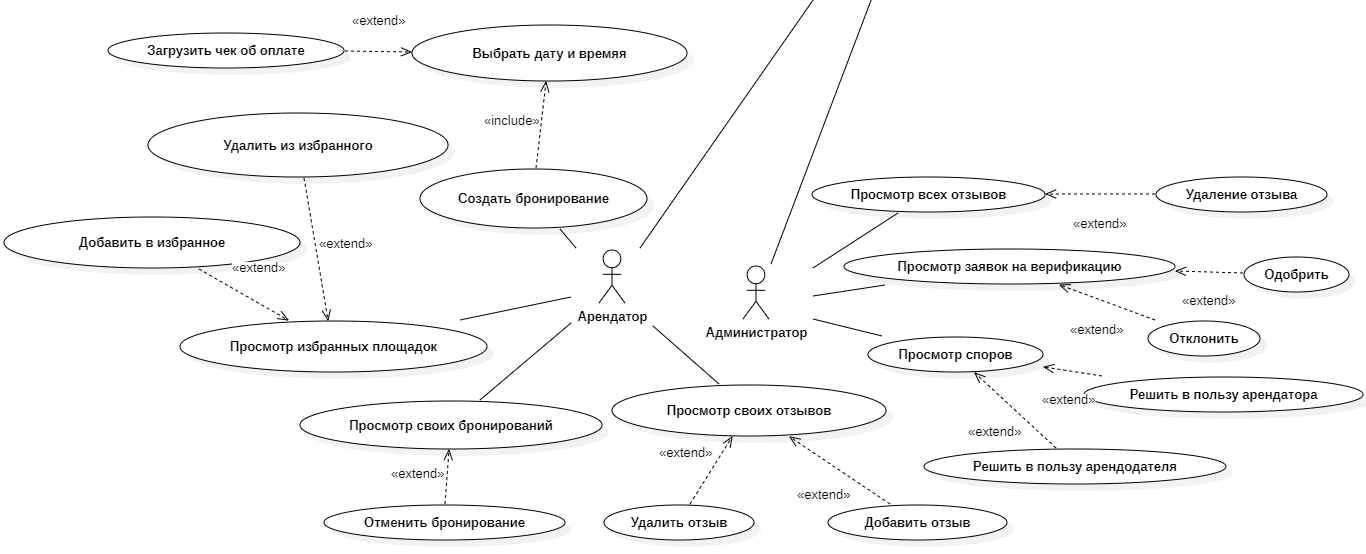 «extend»
Загрузить чек об оплате
Выбрать дату и времяя
«include»
Удалить из избранного
Создать бронирование
Просмотр всех отзывов
Удаление отзыва
«extend»
Добавить в избранное
«extend»
«extend»
Просмотр заявок на верификацию
Одобрить
«extend»
Арендатор
Администратор
«extend»
Отклонить
Просмотр избранных площадок
Просмотр споров
«extend»
Решить в пользу арендатора
Просмотр своих отзывов
Просмотр своих бронирований
«extend»
«extend»
Решить в пользу арендодателя
«extend»
«extend»
Отменить бронирование
Удалить отзыв
Добавить отзыв